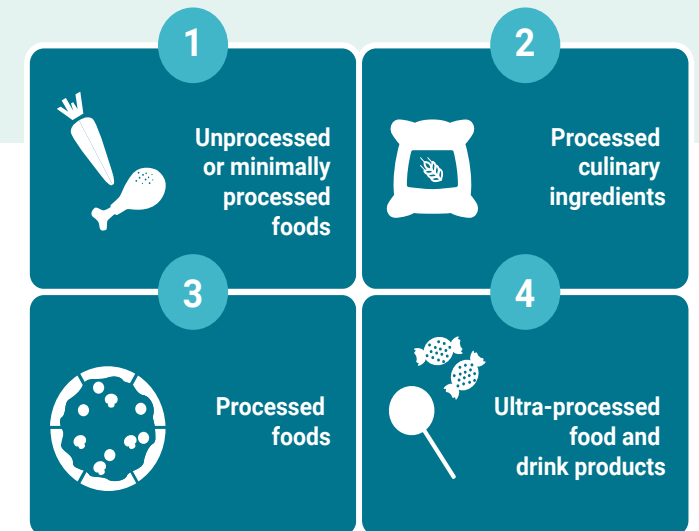 1
Unprocessed
or minimally
processed
foods
2
Processed
culinary
ingredients
3
Processed
foods
4
Ultra-processed
food and
drink products